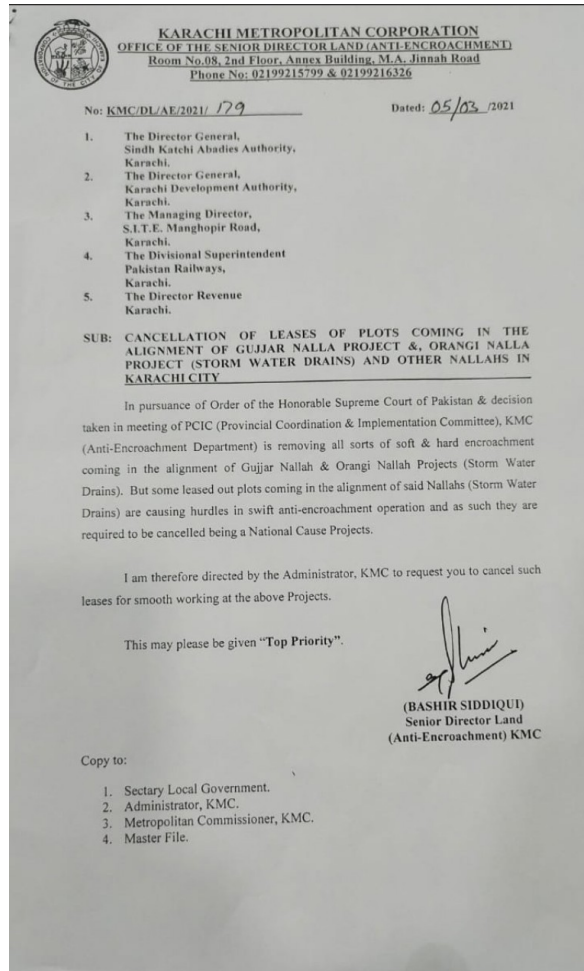 KARACHI METROPOLITAN CORPORATION
OFFICE OF THE SENIOR DIRECTOR LAND (ANTI-ENCROACHMENT)
Room No.08, 2nd Floor, Annex Building, M.A. Jinnah Road
Phone No: 02199215799 & 02199216326
No: KMC/DL/AE/2021/ 179 Dated: 05/03 /2021
1. The Director General,
Sindh Katchi Abadies Authority,
Karachi.
2. The Director General,
Karachi Development Authority,
Karachi.
3. The Managing Director,
S.I.T.E. Manghopir Road,
Karachi.
4. The Divisional Superintendent
Pakistan Railways,
Karachi.
5. The Director Revenue
Karachi.
SUB: CANCELLATION OF LEASES OF PLOTS COMING IN THE
ALIGNMENT OF GUJJAR NALLA PROJECT &, ORANGI NALLA
PROJECT (STORM WATER DRAINS) AND OTHER NALLAHS IN
KARACHI CITY
In pursuance of Order of the Honorable Supreme Court of Pakistan & decision
taken in meeting of PCIC (Provincial Coordination & Implementation Committee), KMC
(Anti-Encroachment Department) is removing all sorts of soft & hard encroachment
coming in the alignment of Gujjar Nallah & Orangi Nallah Projects (Storm Water
Drains). But some leased out plots coming in the alignment of said Nallahs (Storm Water
Drains) are causing hurdles in swift anti-encroachment operation and as such they are
required to be cancelled being a National Cause Projects.
I am therefore directed by the Administrator, KMC to request you to cancel such
leases for smooth working at the above Projects.
This may please be given “Top Priority”.
(BASHIR SIDDIQUI)
Senior Director Land
(Anti-Encroachment) KMC
Copy to:
1. Sectary Local Government.
2. Administrator, KMC.
3. Metropolitan Commissioner, KMC.
4. Master File.